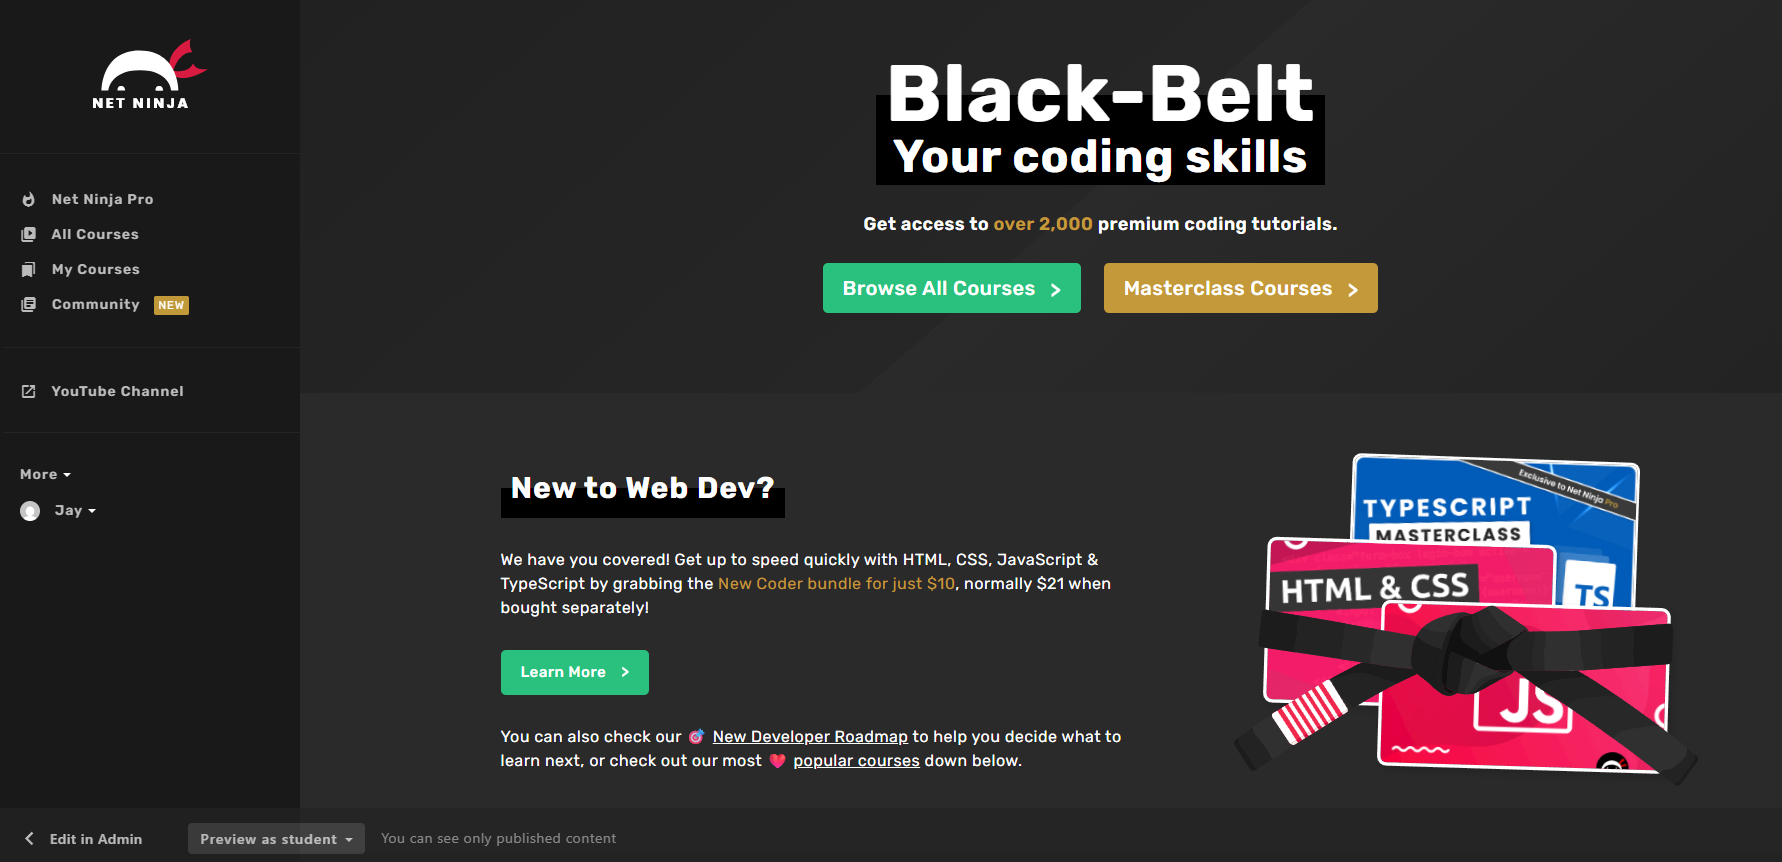 NET NINJA
Net Ninja Pro
All Courses
My Courses
Community NEW
YouTube Channel
More
Jay
Black-Belt
Your coding skills
Get access to over 2,000 premium coding tutorials.
Browse All Courses >
Masterclass Courses >
New to Web Dev?
We have you covered! Get up to speed quickly with HTML, CSS, JavaScript &
TypeScript by grabbing the New Coder bundle for just $10, normally $21 when
bought separately!
Learn More >
You can also check our 🎯 New Developer Roadmap to help you decide what to
learn next, or check out our most 💗 popular courses down below.
Exclusive to Net Ninja Pro
TYPESCRIPT
MASTERCLASS
HTML & CSS
TS
JS
Edit in Admin
Preview as student
You can see only published content